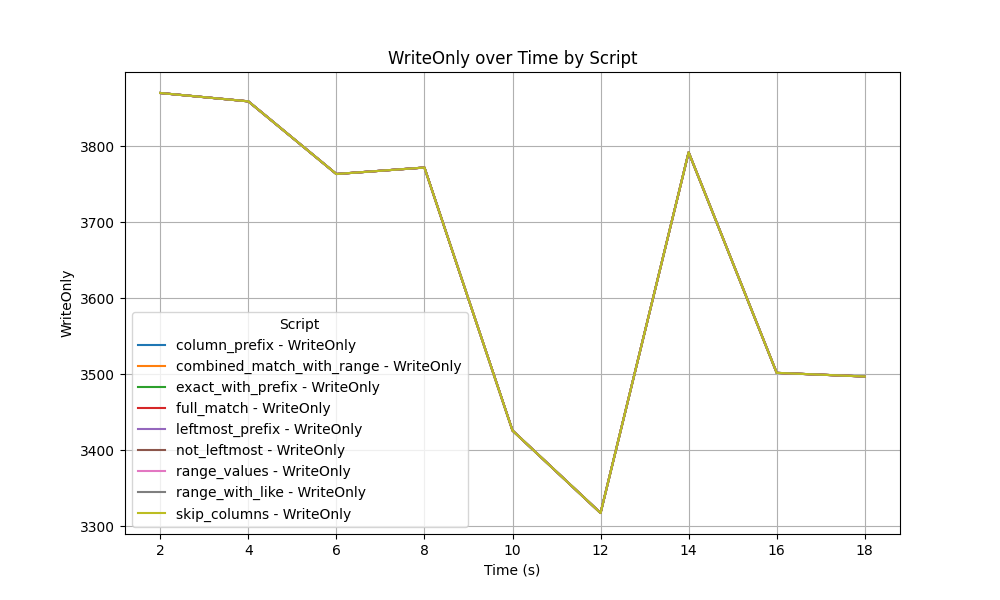 WriteOnly over Time by Script
WriteOnly
3800
3700
3600
3500
3400
3300
Script
column_prefix - WriteOnly
combined_match_with_range - WriteOnly
exact_with_prefix - WriteOnly
full_match - WriteOnly
leftmost_prefix - WriteOnly
not_leftmost - WriteOnly
range_values - WriteOnly
range_with_like - WriteOnly
skip_columns - WriteOnly
2 4 6 8 10 12 14 16 18
Time (s)